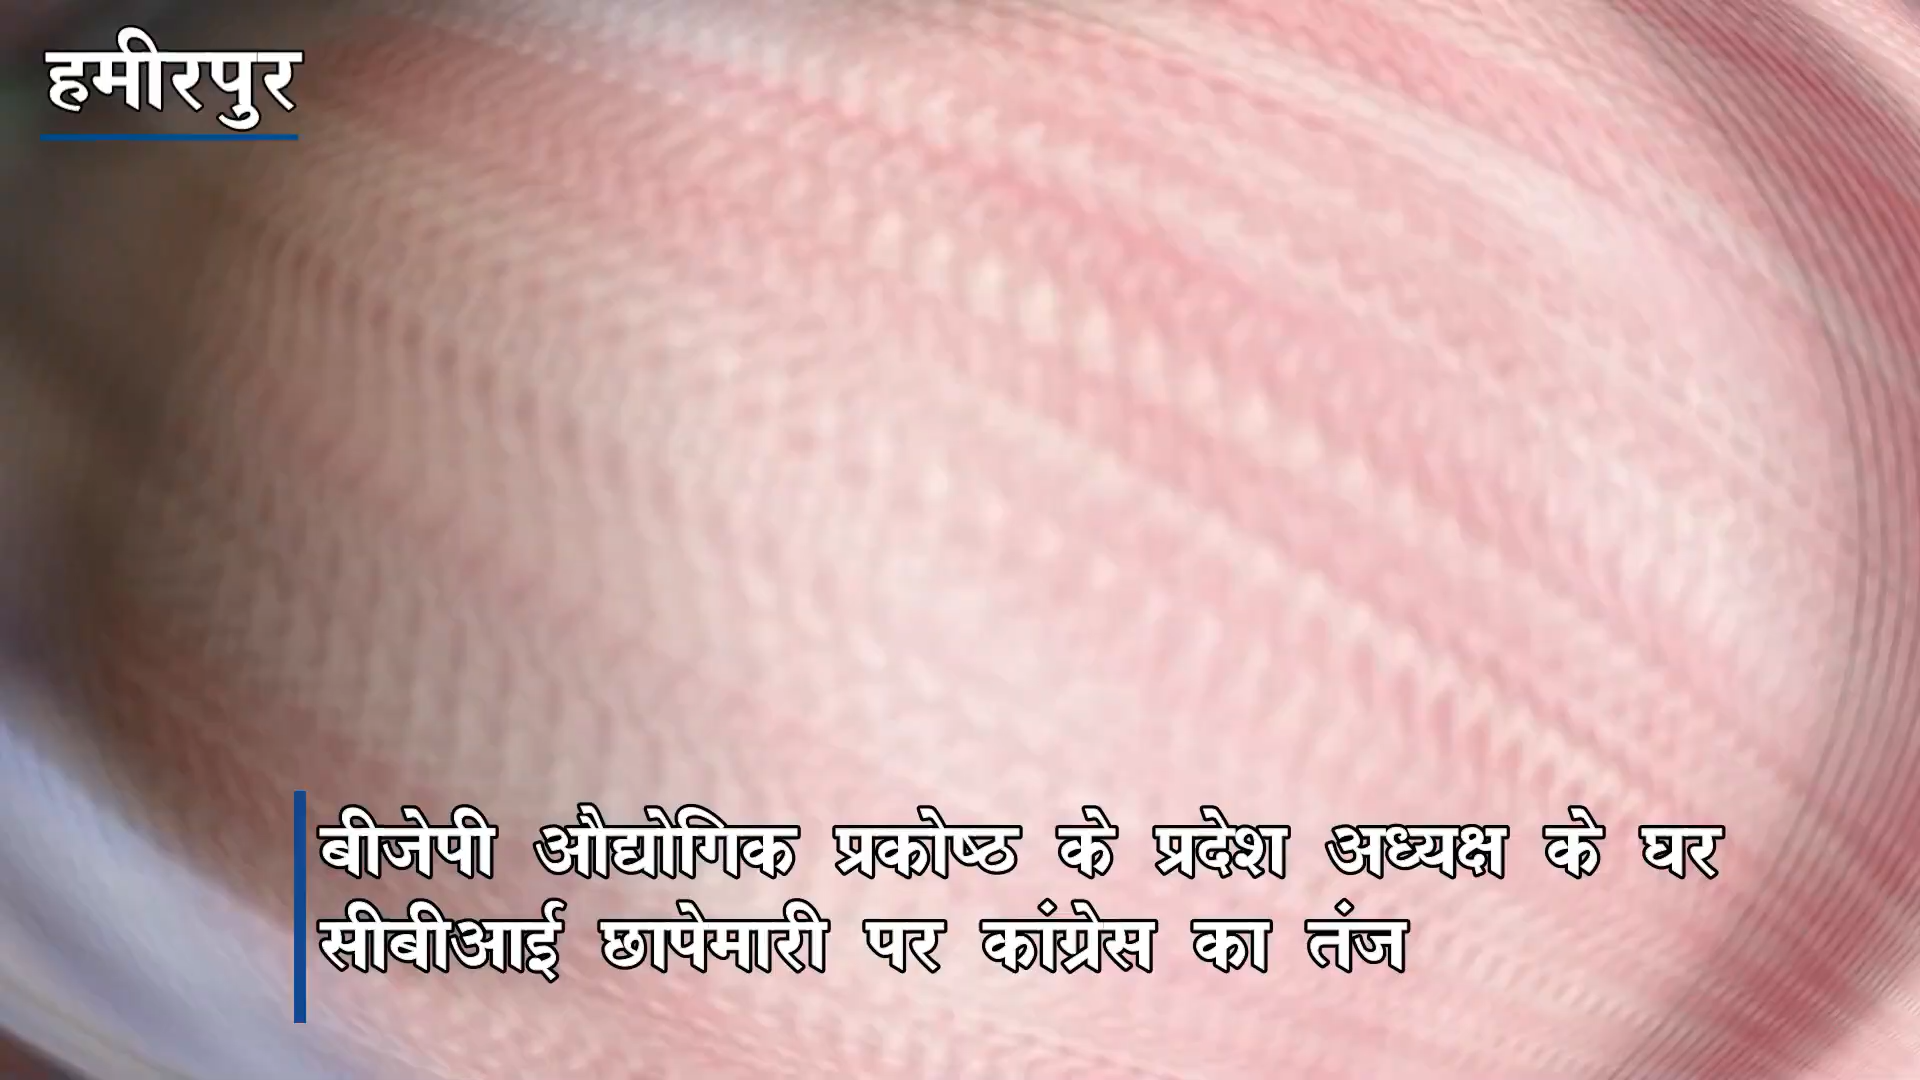 हमीरपुर
बीजेपी औद्योगिक प्रकोष्ठ के प्रदेश अध्यक्ष के घर
सीबीआई छापेमारी पर कांग्रेस का तंज